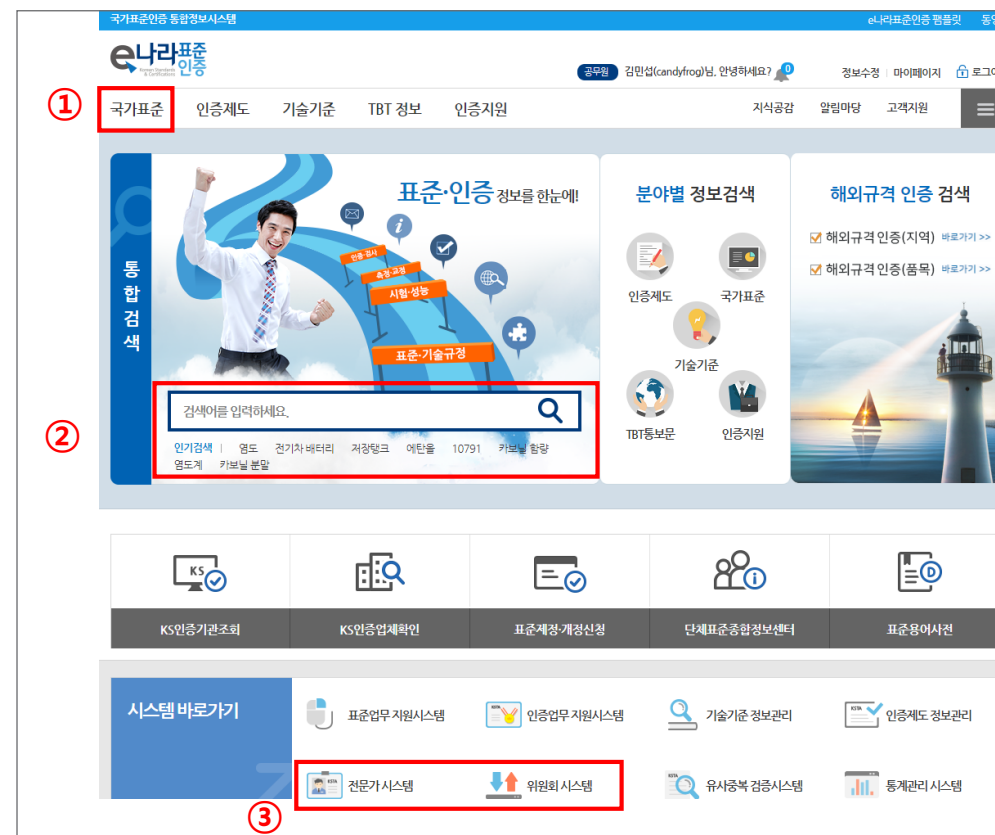 국가표준인증 통합정보시스템 e나라표준인증 팸플릿
e나라 표준 인증
Korean Standards & Certifications
공무원 김민섭(candyfrog)님, 안녕하세요? 0 정보수정 마이페이지
① 국가표준 인증제도 기술기준 TBT 정보 인증지원 지식공감 알림마당 고객지원
통합검색
표준·인증 정보를 한눈에!
인증·검사
측정·교정
시험·성능
표준·기술규정
② 검색어를 입력하세요.
인기검색 | 염도 전기차 배터리 저장탱크 에탄올 10791 카보닐 함량
염도계 카보닐 분말
분야별 정보검색
인증제도 국가표준
기술기준
TBT통보문 인증지원
해외규격 인증 검색
해외규격 인증(지역) 바로가기 >>
해외규격 인증(품목) 바로가기 >>
KS
KS인증기관조회 KS인증업체확인 표준제정·개정신청 단체표준종합정보센터 표준용어사전
시스템 바로가기
표준업무 지원시스템 인증업무 지원시스템 기술기준 정보관리 인증제도 정보관리
③ 전문가 시스템 위원회 시스템 유사중복 검증시스템 통계관리 시스템